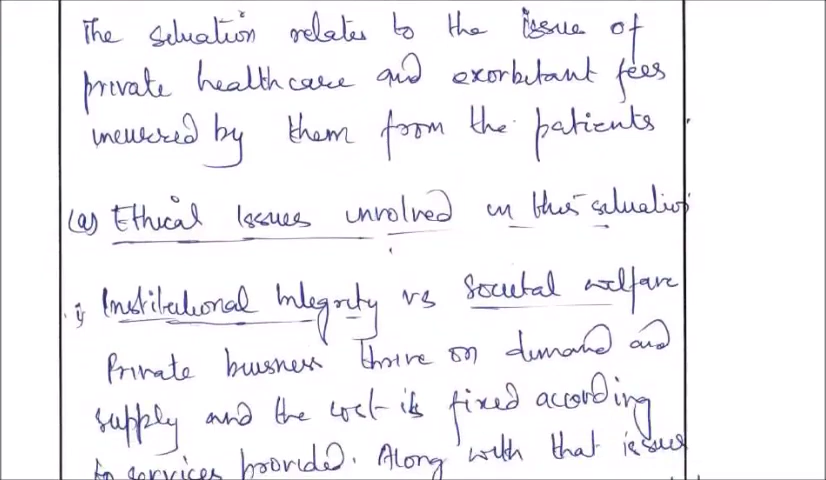 The situation relates to the issue of
private healthcare and exorbitant fees
incurred by them from the patients
(a) Ethical Issues involved in this situation
i) Institutional Integrity vs Societal welfare
Private business thrive on demand and
supply and the cost is fixed according
to services provided. Along with that issues